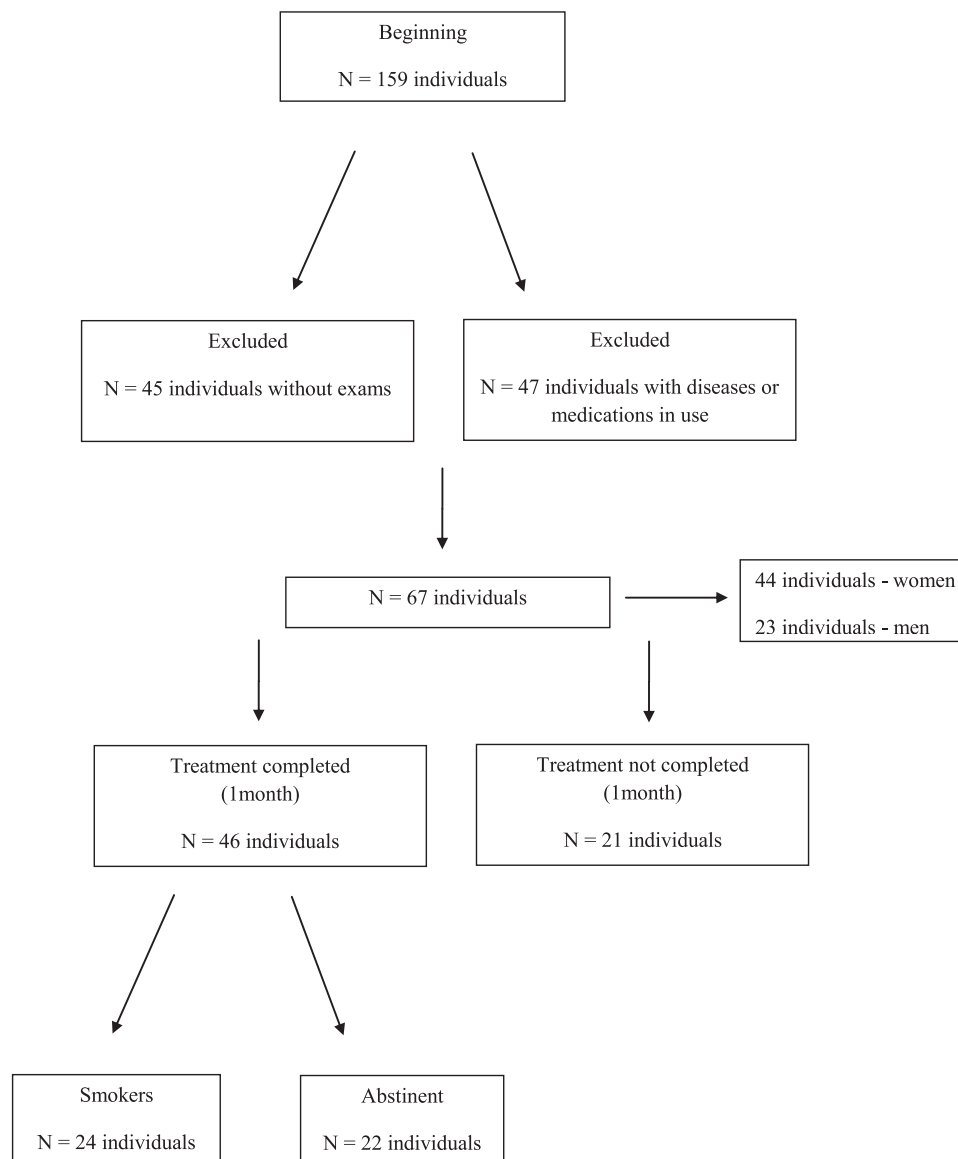 Beginning
N = 159 individuals
Excluded
N = 45 individuals without exams
Excluded
N = 47 individuals with diseases or
medications in use
N = 67 individuals
44 individuals - women
23 individuals - men
Treatment completed
(1month)
N = 46 individuals
Treatment not completed
(1month)
N = 21 individuals
Smokers
N = 24 individuals
Abstinent
N = 22 individuals